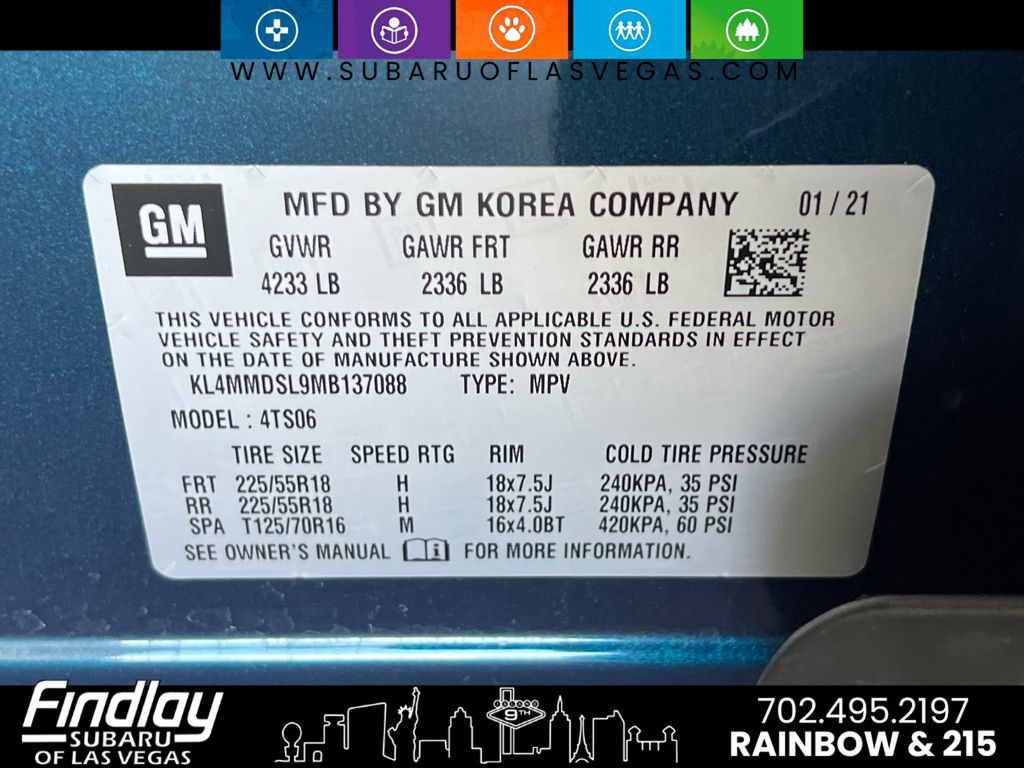 WWW.SUBARUOFLASVEGAS.COM
GM
MFD BY GM KOREA COMPANY 01 / 21
GVWR GAWR FRT GAWR RR
4233 LB 2336 LB 2336 LB
THIS VEHICLE CONFORMS TO ALL APPLICABLE U.S. FEDERAL MOTOR
VEHICLE SAFETY AND THEFT PREVENTION STANDARDS IN EFFECT
ON THE DATE OF MANUFACTURE SHOWN ABOVE.
KL4MMDSL9MB137088 TYPE: MPV
MODEL : 4TS06
TIRE SIZE SPEED RTG RIM COLD TIRE PRESSURE
FRT 225/55R18 H 18x7.5J 240KPA, 35 PSI
RR 225/55R18 H 18x7.5J 240KPA, 35 PSI
SPA T125/70R16 M 16x4.0BT 420KPA, 60 PSI
SEE OWNER'S MANUAL FOR MORE INFORMATION.
Findlay
SUBARU
OF LAS VEGAS
9TH
702.495.2197
RAINBOW & 215